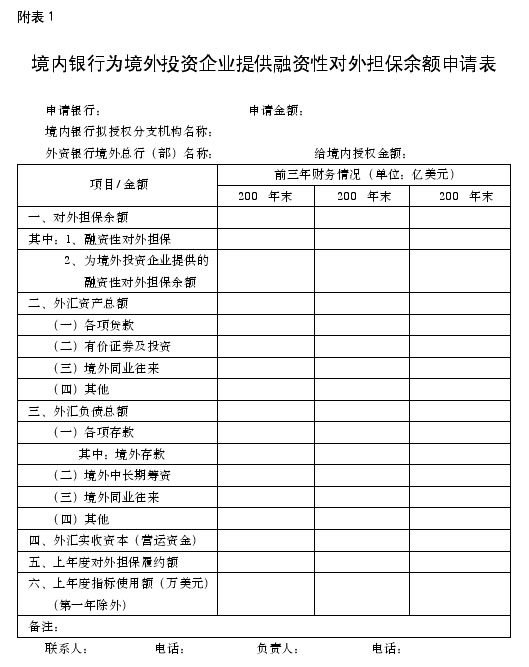 附表1
境内银行为境外投资企业提供融资性对外担保余额申请表
申请银行： 申请金额：
境内银行拟授权分支机构名称：
外资银行境外总行（部）名称： 给境内授权金额：
项目/金额
前三年财务情况（单位：亿美元）
200 年末 200 年末 200 年末
一、对外担保余额
其中：1、融资性对外担保
2、为境外投资企业提供的
融资性对外担保余额
二、外汇资产总额
（一）各项贷款
（二）有价证券及投资
（三）境外同业往来
（四）其他
三、外汇负债总额
（一）各项存款
其中：境外存款
（二）境外中长期筹资
（三）境外同业往来
（四）其他
四、外汇实收资本（营运资金）
五、上年度对外担保履约额
六、上年度指标使用额（万美元）
（第一年除外）
备注：
联系人： 电话： 负责人： 电话：